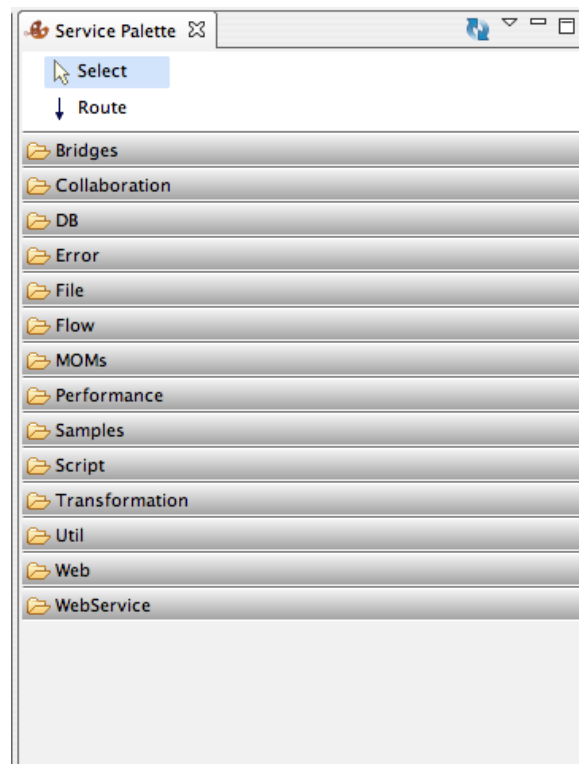 Service Palette
Select
Route
Bridges
Collaboration
DB
Error
File
Flow
MOMs
Performance
Samples
Script
Transformation
Util
Web
WebService